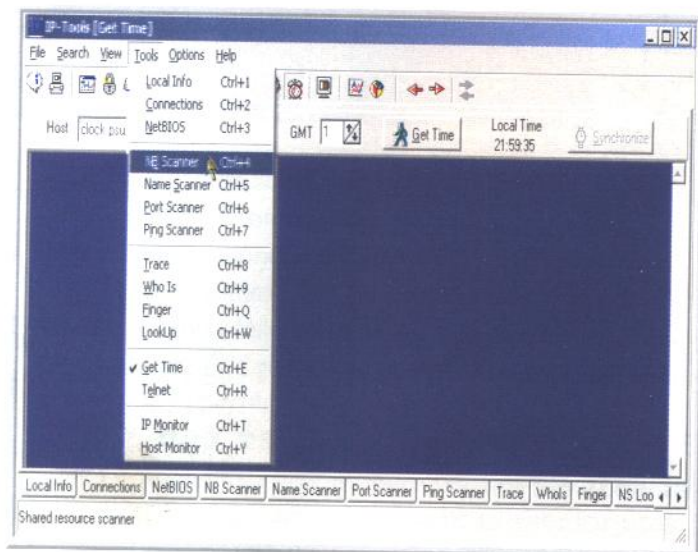 IP-Tools [Get Time]
File Search View Tools Options Help
Host clock.psu
GMT 1 Get Time Local Time 21:59:35 Synchronize
Local Info Ctrl+1
Connections Ctrl+2
NetBIOS Ctrl+3
NB Scanner Ctrl+4
Name Scanner Ctrl+5
Port Scanner Ctrl+6
Ping Scanner Ctrl+7
Trace Ctrl+8
Who Is Ctrl+9
Finger Ctrl+Q
LookUp Ctrl+W
Get Time Ctrl+E
Telnet Ctrl+R
IP Monitor Ctrl+T
Host Monitor Ctrl+Y
Local Info Connections NetBIOS NB Scanner Name Scanner Port Scanner Ping Scanner Trace WhoIs Finger NS Loo
Shared resource scanner